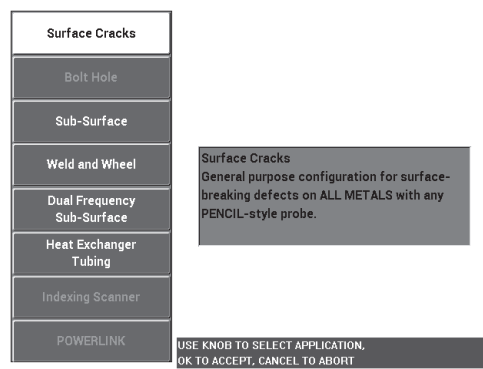 Surface Cracks
Bolt Hole
Sub-Surface
Weld and Wheel
Dual Frequency
Sub-Surface
Heat Exchanger
Tubing
Indexing Scanner
POWERLINK
Surface Cracks
General purpose configuration for surface-
breaking defects on ALL METALS with any
PENCIL-style probe.
USE KNOB TO SELECT APPLICATION,
OK TO ACCEPT, CANCEL TO ABORT